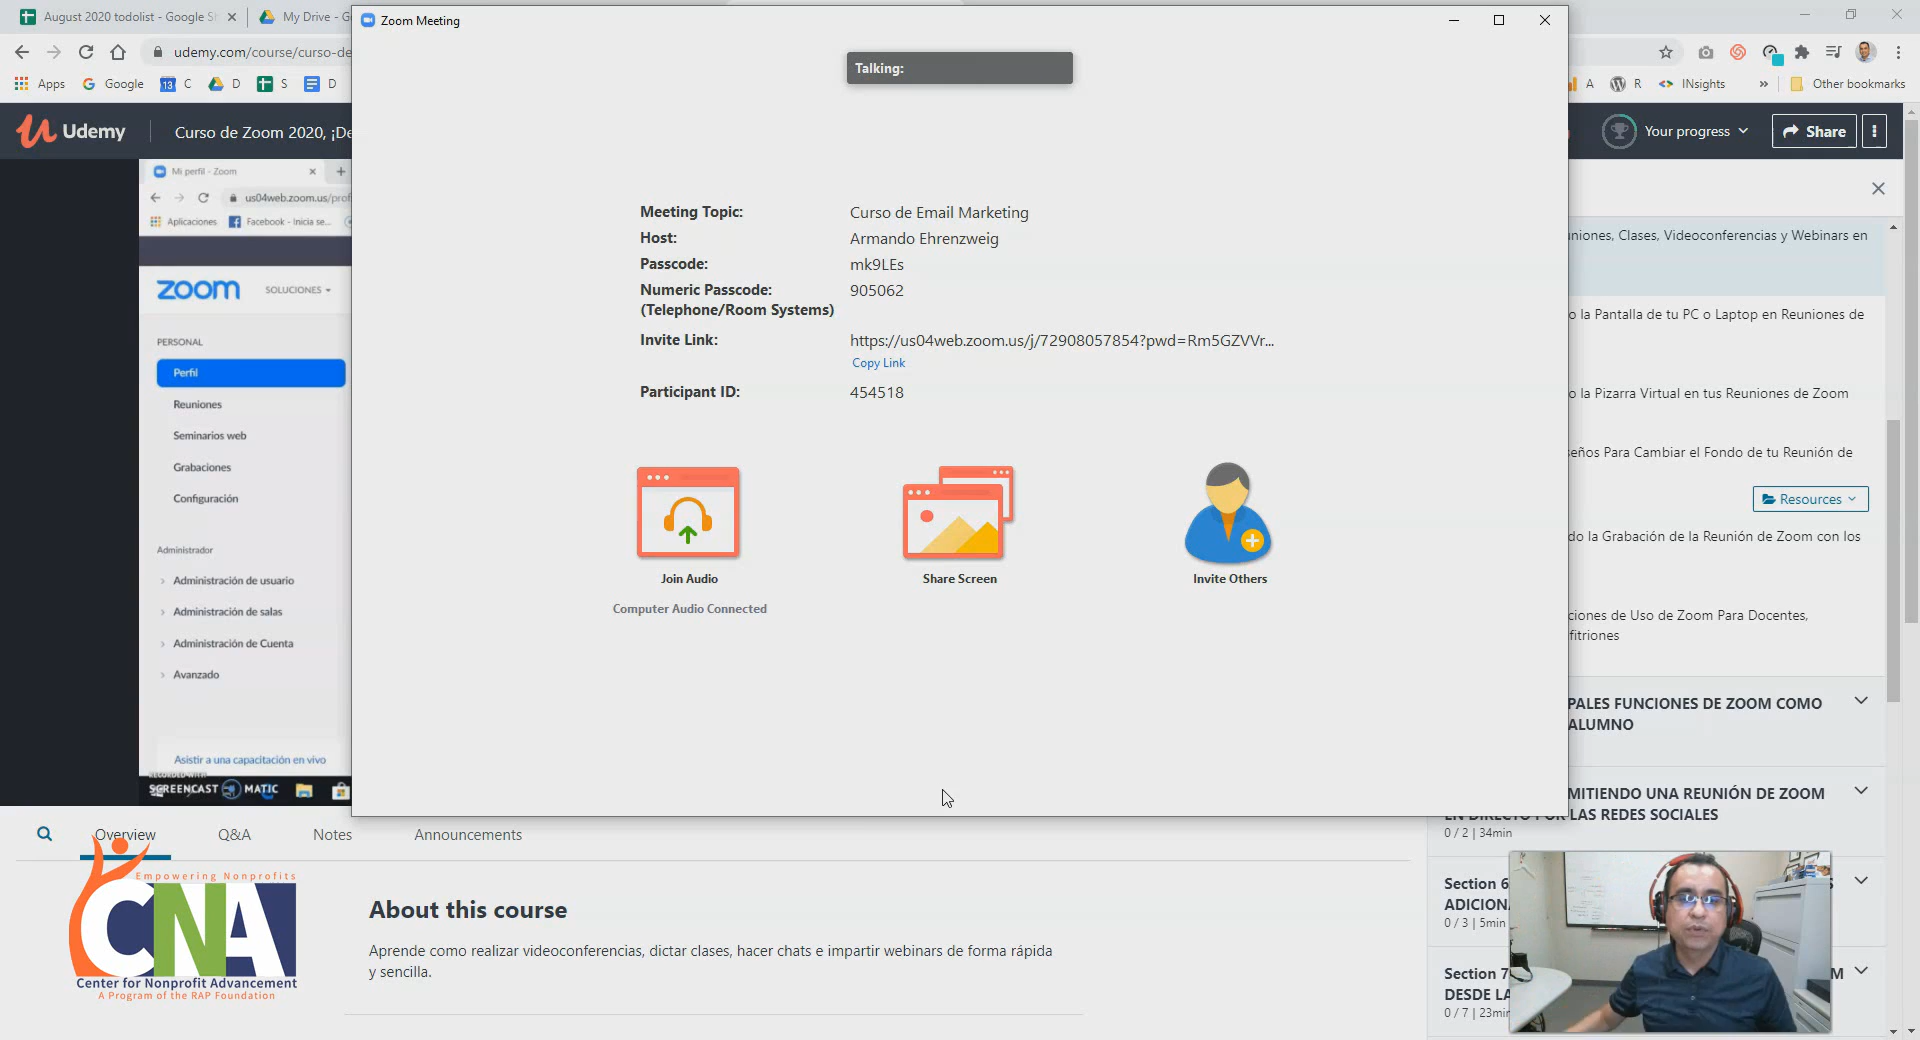 August 2020 todolist - Google S
My Drive - G
Zoom Meeting
udemy.com/course/curso-de
Apps
Google
13
C
D
S
D
A
R
INsights
»
Other bookmarks
Udemy
Curso de Zoom 2020, ¡De
Your progress
Share
Talking:
Mi perfil - Zoom
us04web.zoom.us/prof
Aplicaciones
Facebook - Inicia se...
zoom
SOLUCIONES
PERSONAL
Perfil
Reuniones
Seminarios web
Grabaciones
Configuración
Administrador
Administración de usuario
Administración de salas
Administración de Cuenta
Avanzado
Asistir a una capacitación en vivo
RECORDED WITH
SCREENCAST MATIC
Meeting Topic: Curso de Email Marketing
Host: Armando Ehrenzweig
Passcode: mk9LEs
Numeric Passcode: 905062
(Telephone/Room Systems)
Invite Link: https://us04web.zoom.us/j/72908057854?pwd=Rm5GZVVr...
Copy Link
Participant ID: 454518
Join Audio
Share Screen
Invite Others
Computer Audio Connected
niones, Clases, Videoconferencias y Webinars en
o la Pantalla de tu PC o Laptop en Reuniones de
o la Pizarra Virtual en tus Reuniones de Zoom
seños Para Cambiar el Fondo de tu Reunión de
Resources
do la Grabación de la Reunión de Zoom con los
ciones de Uso de Zoom Para Docentes,
fitriones
PALES FUNCIONES DE ZOOM COMO
ALUMNO
MITIENDO UNA REUNIÓN DE ZOOM
EN DIRECTO POR LAS REDES SOCIALES
0 / 2 | 34min
Section 6
S
ADICION
0 / 3 | 5min
Section 7
M
DESDE LA
0 / 7 | 23min
Overview
Q&A
Notes
Announcements
About this course
Aprende como realizar videoconferencias, dictar clases, hacer chats e impartir webinars de forma rápida
y sencilla.
Empowering Nonprofits
CNA
Center for Nonprofit Advancement
A Program of the RAP Foundation